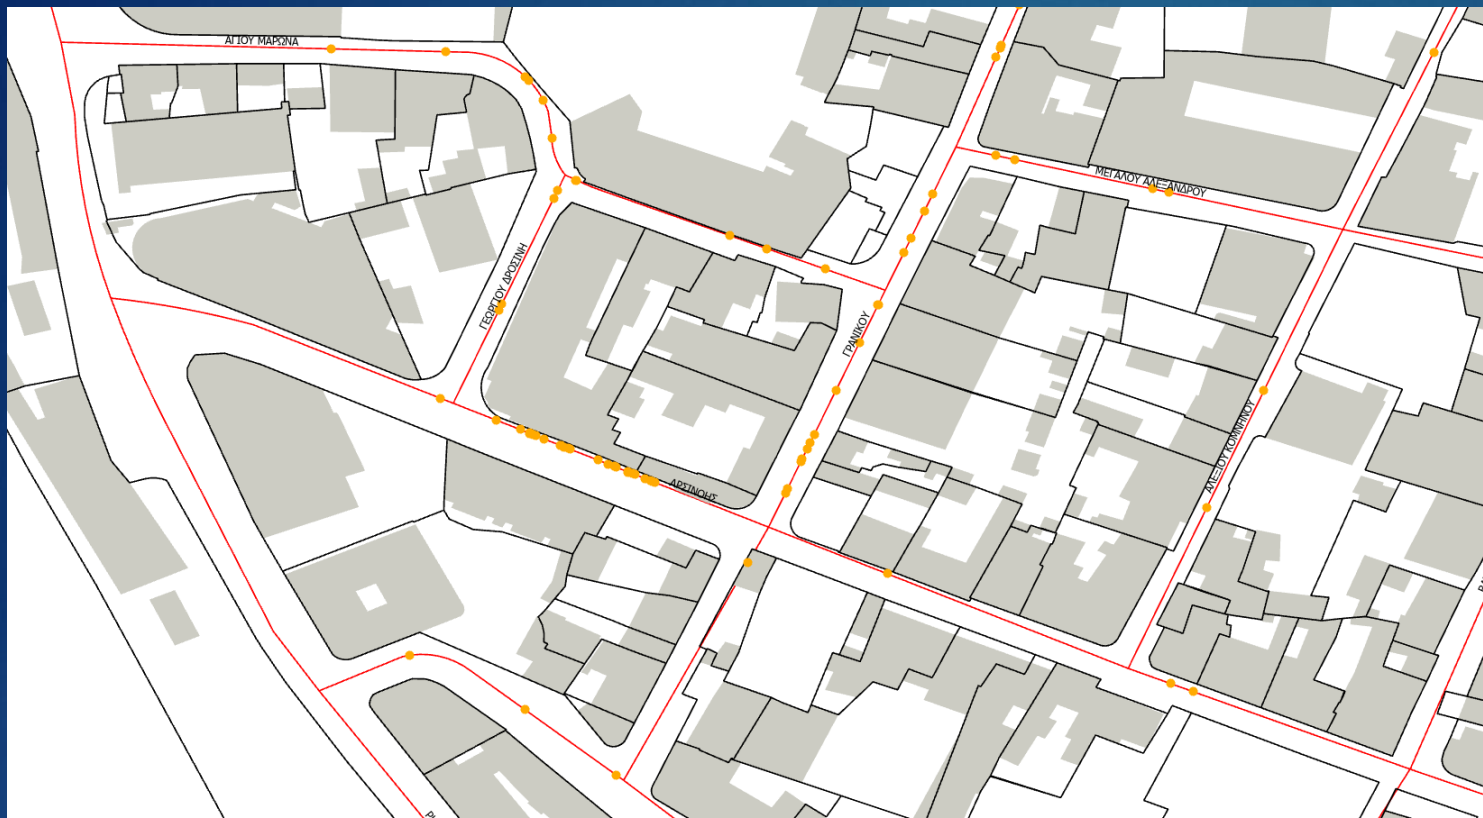 ΑΓΙΟΥ ΜΑΡΩΝΑ
ΜΕΓΑΛΟΥ ΑΛΕΞΑΝΔΡΟΥ
ΓΕΩΡΓΙΟΥ ΔΡΟΣΙΝΗ
ΓΡΑΝΙΚΟΥ
ΑΛΕΞΙΟΥ ΚΟΜΝΗΝΟΥ
ΑΡΣΙΝΟΗΣ